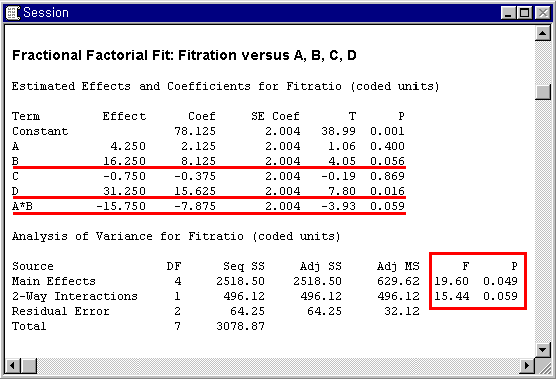 Session
Fractional Factorial Fit: Fitration versus A, B, C, D
Estimated Effects and Coefficients for Fitratio (coded units)
Term Effect Coef SE Coef T P
Constant 78.125 2.004 38.99 0.001
A 4.250 2.125 2.004 1.06 0.400
B 16.250 8.125 2.004 4.05 0.056
C -0.750 -0.375 2.004 -0.19 0.869
D 31.250 15.625 2.004 7.80 0.016
A*B -15.750 -7.875 2.004 -3.93 0.059
Analysis of Variance for Fitratio (coded units)
Source DF Seq SS Adj SS Adj MS F P
Main Effects 4 2518.50 2518.50 629.62 19.60 0.049
2-Way Interactions 1 496.12 496.12 496.12 15.44 0.059
Residual Error 2 64.25 64.25 32.12
Total 7 3078.87